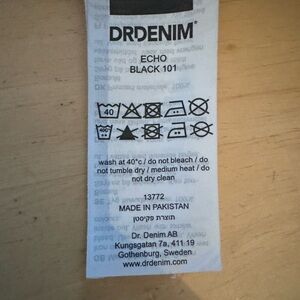 DRDENIM®
ECHO
BLACK 101
40
40°
wash at 40°c / do not bleach / do
not tumble dry / medium heat / do
not dry clean
13772
MADE IN PAKISTAN
תוצרת פקיסטן
Dr. Denim AB
Kungsgatan 7a, 411 19
Gothenburg, Sweden
www.drdenim.com